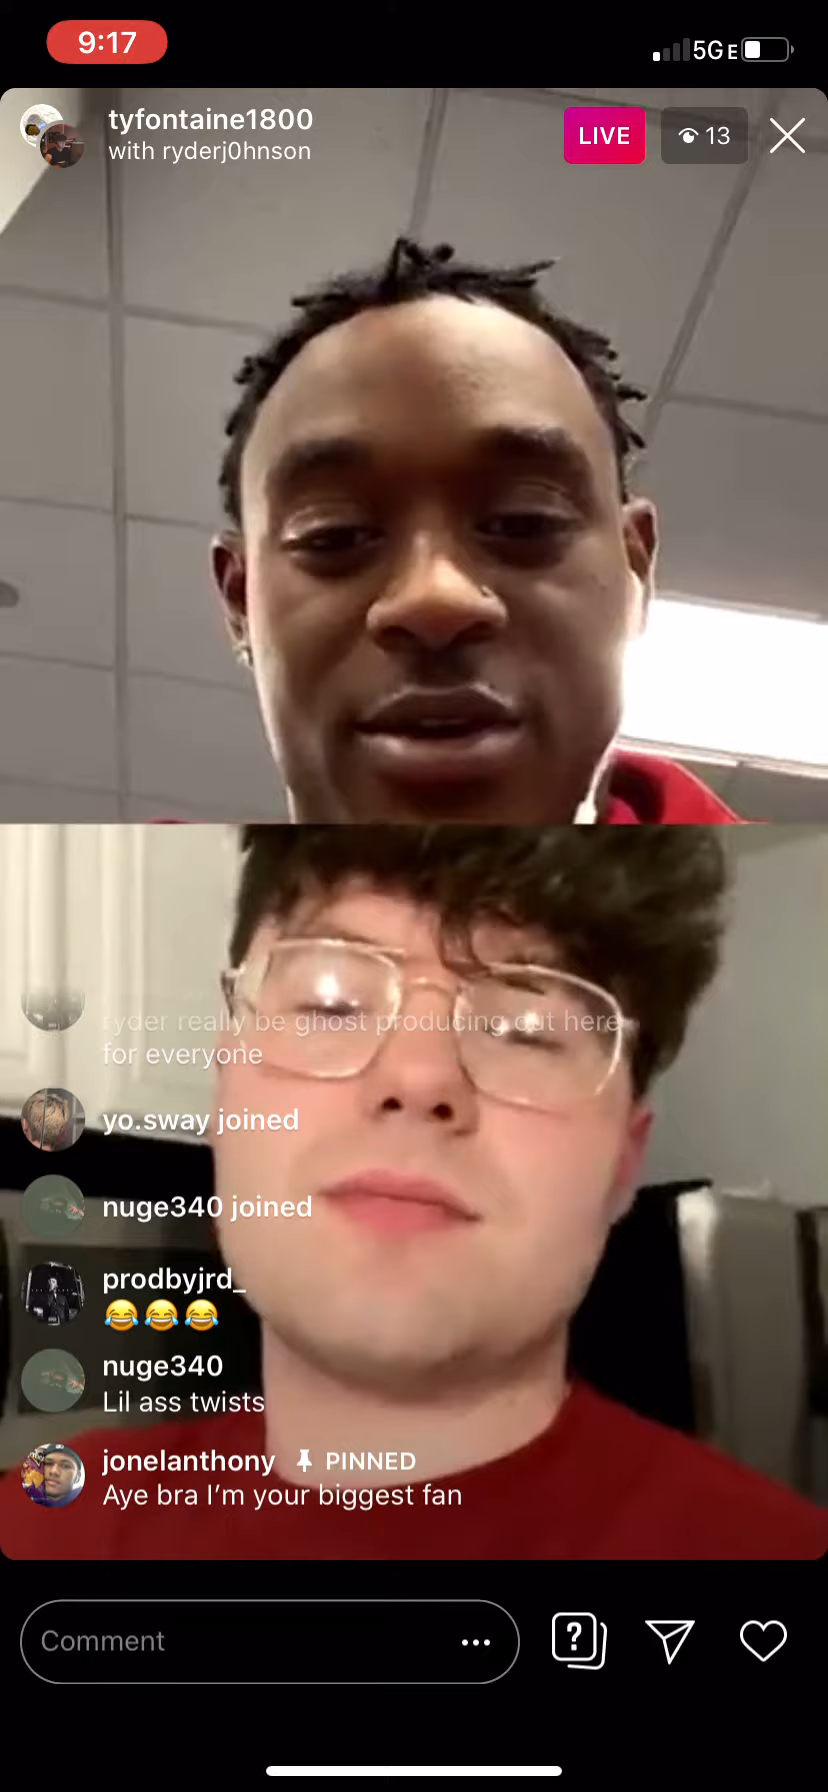 9:17
5GE
tyfontaine1800
with ryderj0hnson
LIVE
13
ryder really be ghost producing out here
for everyone
yo.sway joined
nuge340 joined
prodbyjrd_
😂😂😂
nuge340
Lil ass twists
jonelanthony PINNED
Aye bra I’m your biggest fan
Comment